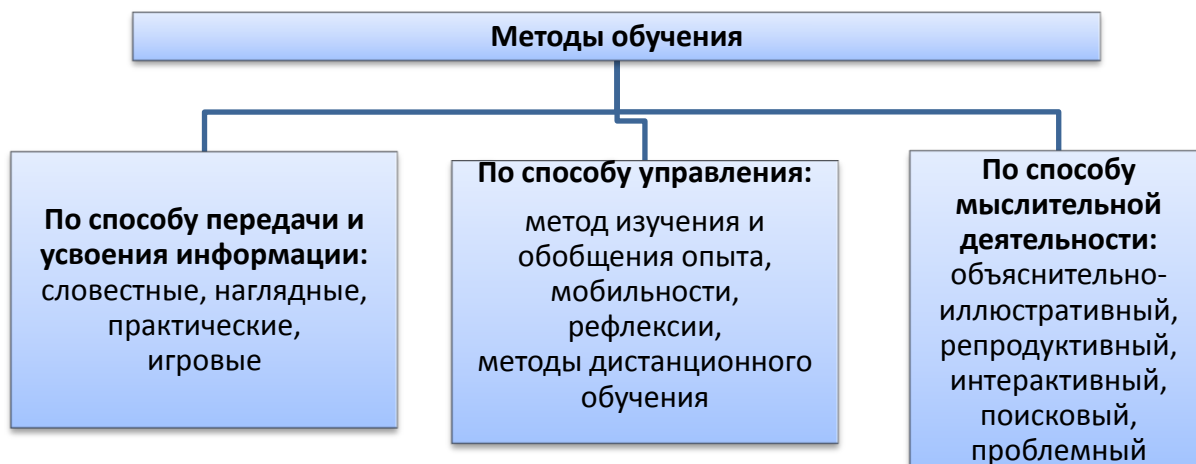 Методы обучения
По способу передачи и
усвоения информации:
словестные, наглядные,
практические,
игровые
По способу управления:
метод изучения и
обобщения опыта,
мобильности,
рефлексии,
методы дистанционного
обучения
По способу
мыслительной
деятельности:
объяснительно-
иллюстративный,
репродуктивный,
интерактивный,
поисковый,
проблемный